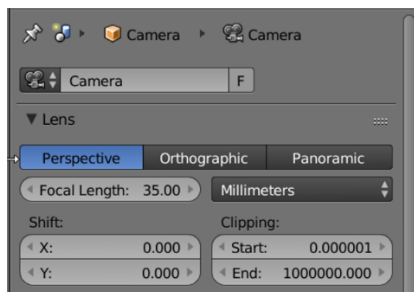 Camera Camera
Camera F
Lens
Perspective Orthographic Panoramic
Focal Length: 35.00 Millimeters
Shift: Clipping:
X: 0.000 Start: 0.000001
Y: 0.000 End: 1000000.000